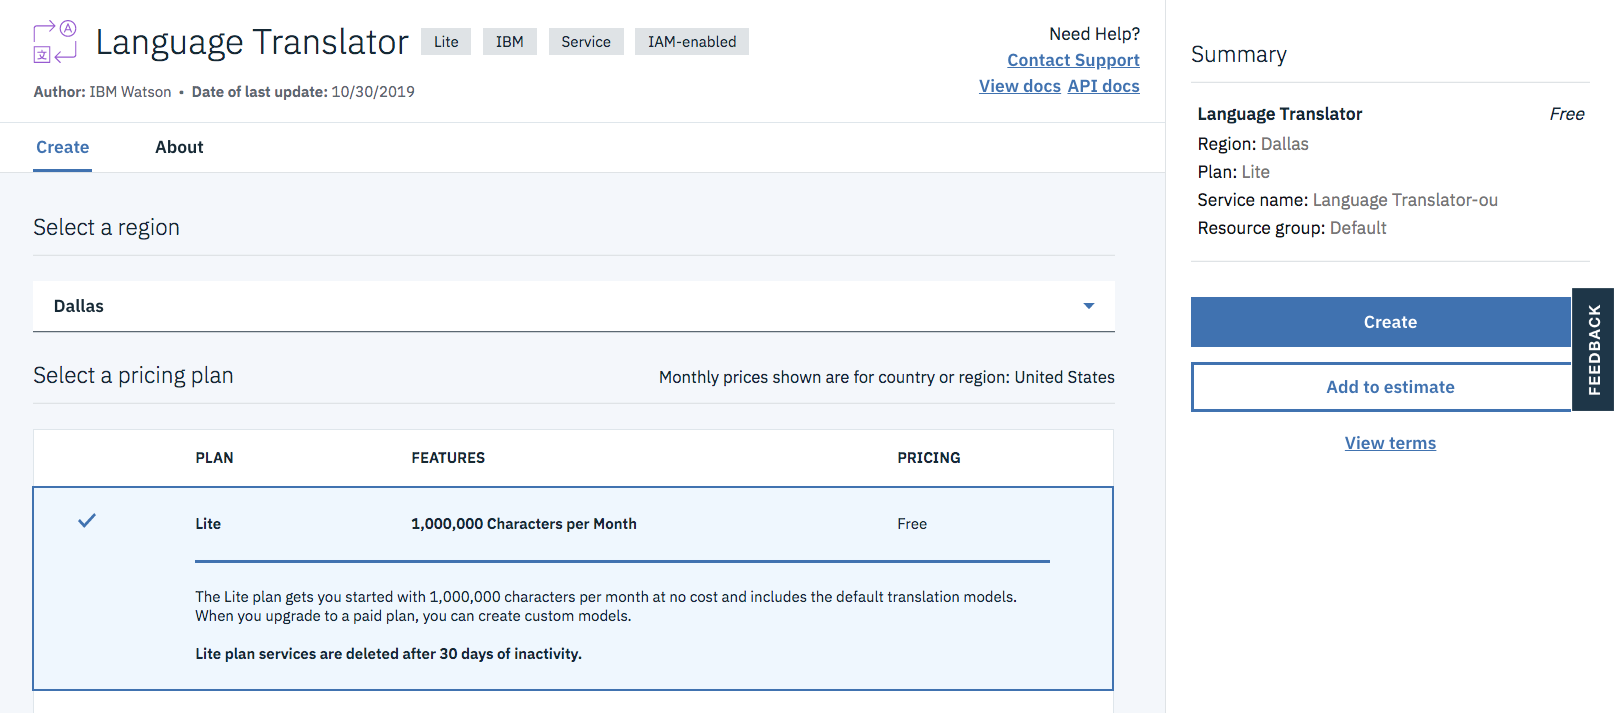 Language Translator
Lite IBM Service IAM-enabled
Author: IBM Watson • Date of last update: 10/30/2019
Need Help?
Contact Support
View docs API docs
Create About
Select a region
Dallas
Select a pricing plan
Monthly prices shown are for country or region: United States
PLAN FEATURES PRICING
Lite 1,000,000 Characters per Month Free
The Lite plan gets you started with 1,000,000 characters per month at no cost and includes the default translation models.
When you upgrade to a paid plan, you can create custom models.
Lite plan services are deleted after 30 days of inactivity.
Summary
Language Translator Free
Region: Dallas
Plan: Lite
Service name: Language Translator-ou
Resource group: Default
Create
Add to estimate
View terms
FEEDBACK
A
文